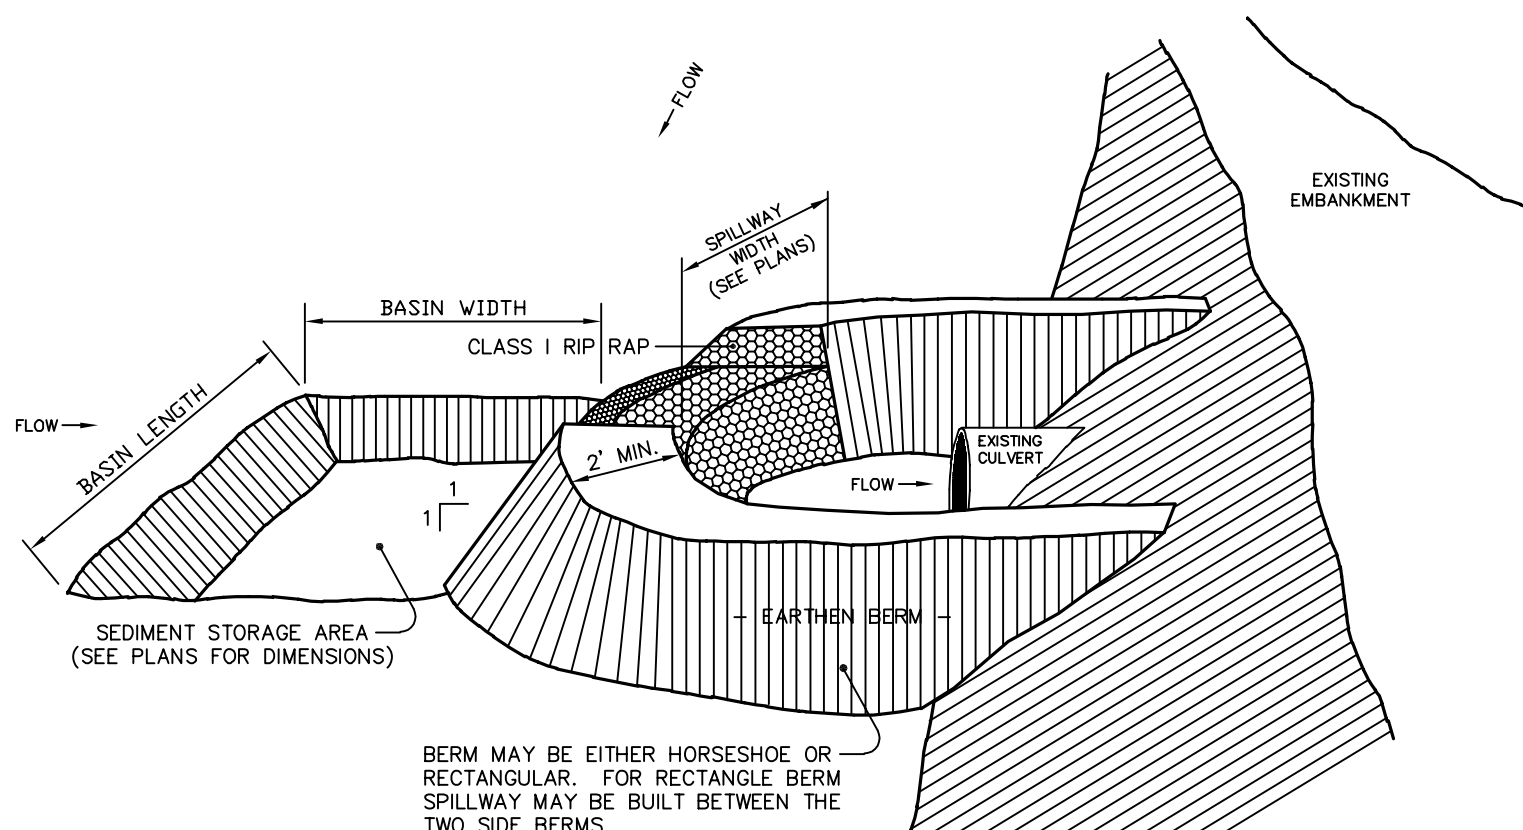 FLOW
EXISTING
EMBANKMENT
SPILLWAY
WIDTH
(SEE PLANS)
BASIN WIDTH
CLASS I RIP RAP
BASIN LENGTH
FLOW
2' MIN.
EXISTING
CULVERT
FLOW
1
1
- EARTHEN BERM -
SEDIMENT STORAGE AREA
(SEE PLANS FOR DIMENSIONS)
BERM MAY BE EITHER HORSESHOE OR
RECTANGULAR. FOR RECTANGLE BERM
SPILLWAY MAY BE BUILT BETWEEN THE
TWO SIDE BERMS